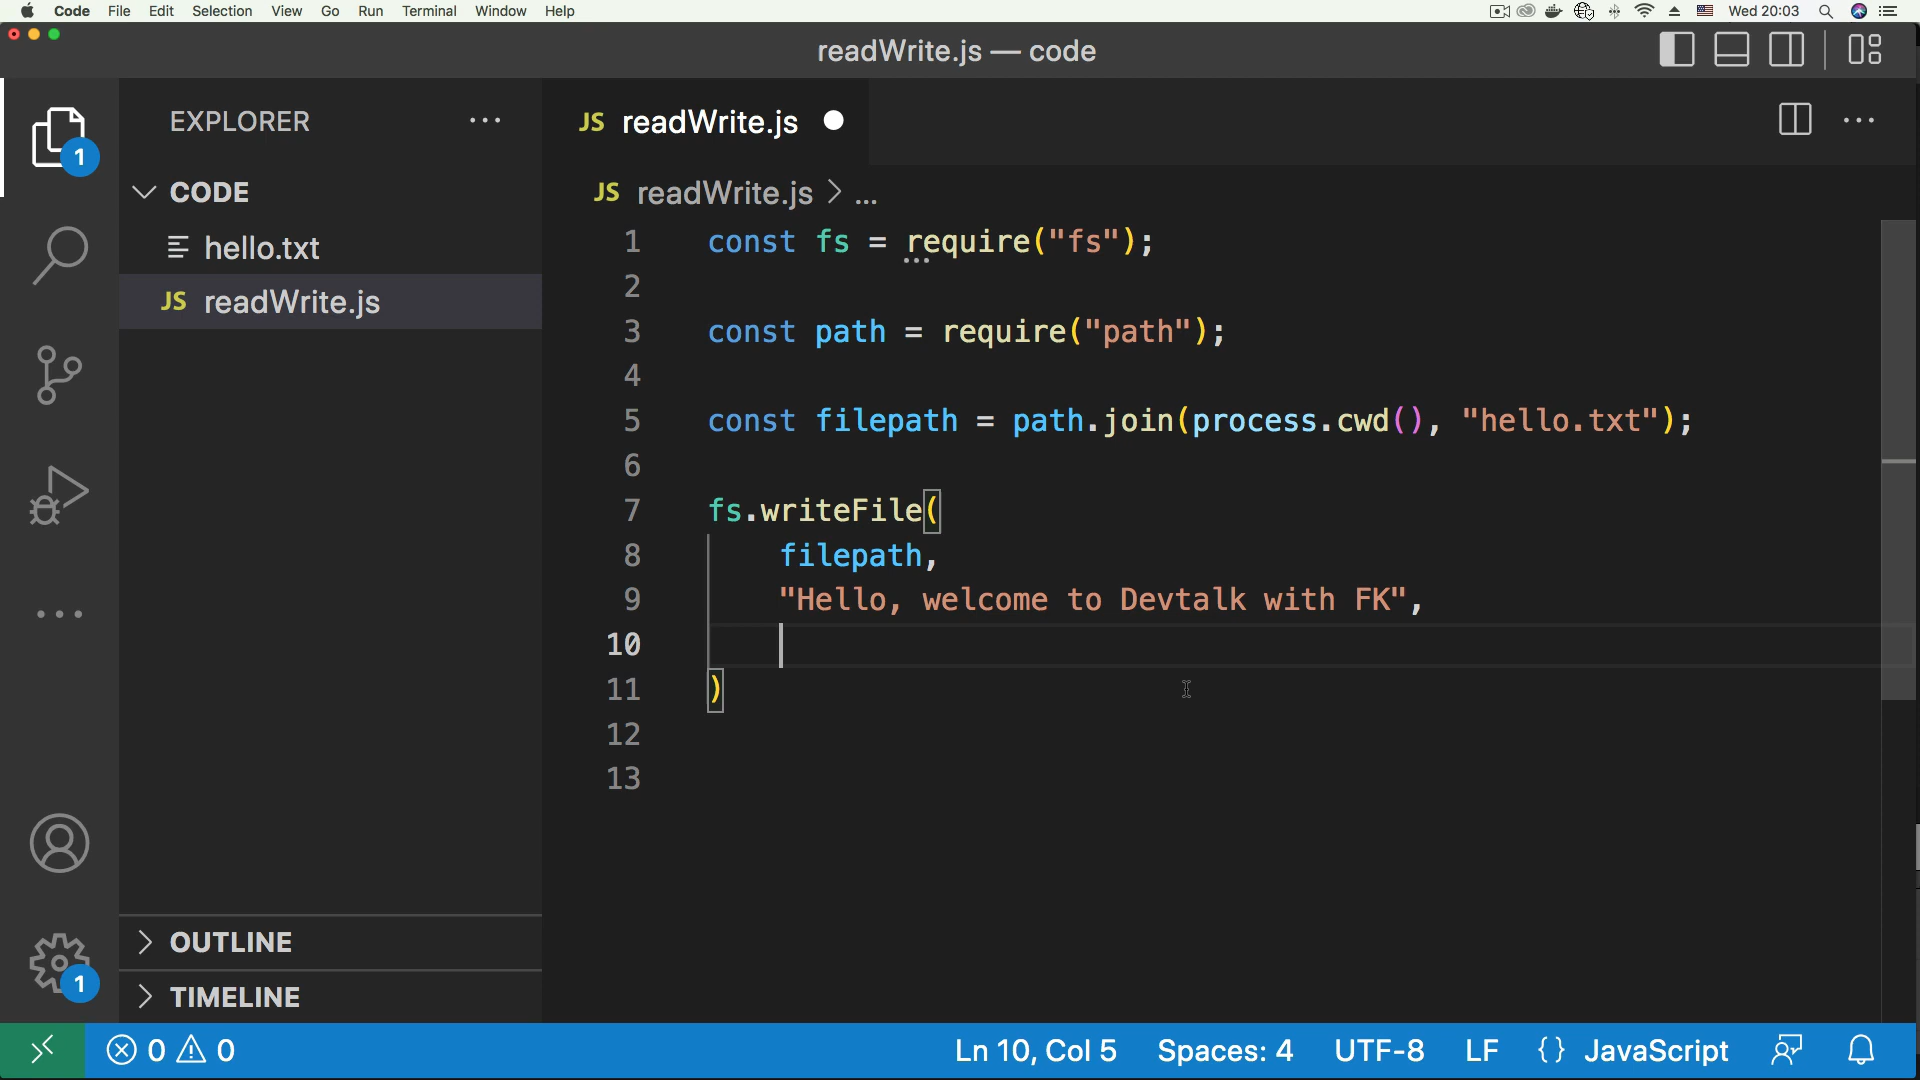 Code File Edit Selection View Go Run Terminal Window Help Wed 20:03
readWrite.js — code
EXPLORER ...
1
CODE
hello.txt
JS readWrite.js
OUTLINE
TIMELINE
1
JS readWrite.js
JS readWrite.js > ...
1 const fs = require("fs");
2
3 const path = require("path");
4
5 const filepath = path.join(process.cwd(), "hello.txt");
6
7 fs.writeFile(
8 filepath,
9 "Hello, welcome to Devtalk with FK",
10
11 )
12
13
0 0 Ln 10, Col 5 Spaces: 4 UTF-8 LF {} JavaScript